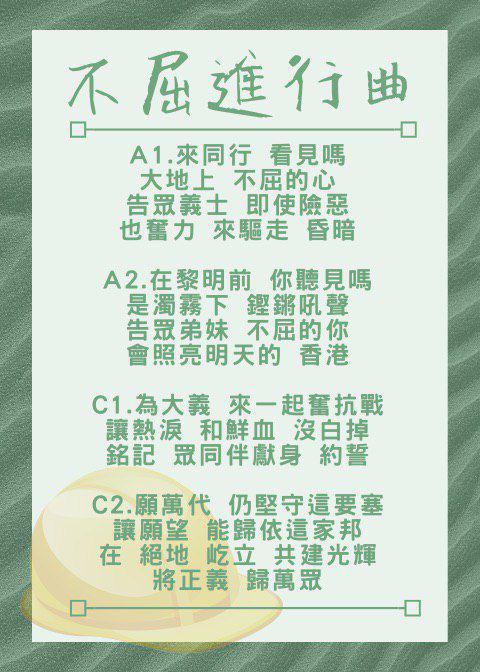 不屈進行曲
A1.來同行 看見嗎
大地上 不屈的心
告眾義士 即使險惡
也奮力 來驅走 昏暗
A2.在黎明前 你聽見嗎
是濁霧下 鏗鏘吼聲
告眾弟妹 不屈的你
會照亮明天的 香港
C1.為大義 來一起奮抗戰
讓熱淚 和鮮血 沒白掉
銘記 眾同伴獻身 約誓
C2.願萬代 仍堅守這要塞
讓願望 能歸依這家邦
在 絕地 屹立 共建光輝
將正義 歸萬眾